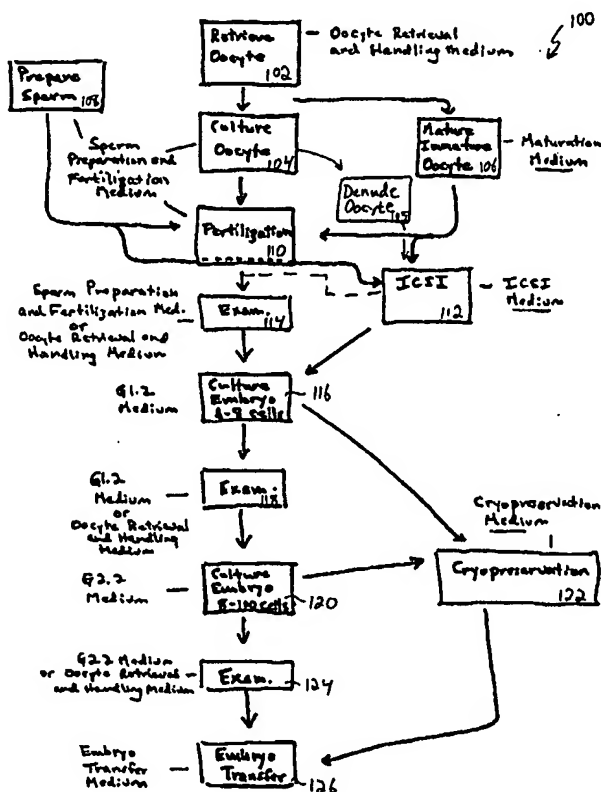 100
Retrieve
Oocyte
102
Oocyte Retrieval
and Handling Medium
Prepare
Sperm
108
Culture
Oocyte
104
Mature
Immature
Oocyte 106
Maturation
Medium
Sperm
Preparation and
Fertilization
Medium
Denude
Oocyte
105
Fertilization
110
ICSI
112
ICSI
Medium
Sperm Preparation
and Fertilization Med.
or
Oocyte Retrieval and
Handling Medium
Exam.
114
G1.2
Medium
Culture
Embryo
4-8 cells
116
G1.2
Medium
or
Oocyte Retrieval
and Handling
Medium
Exam.
118
Cryopreservation
Medium
Cryopreservation
122
G2.2
Medium
Culture
Embryo
8-100 cells
120
G2.2 Medium
or Oocyte Retrieval
and Handling Medium
Exam.
124
Embryo
Transfer
Medium
Embryo
Transfer
126